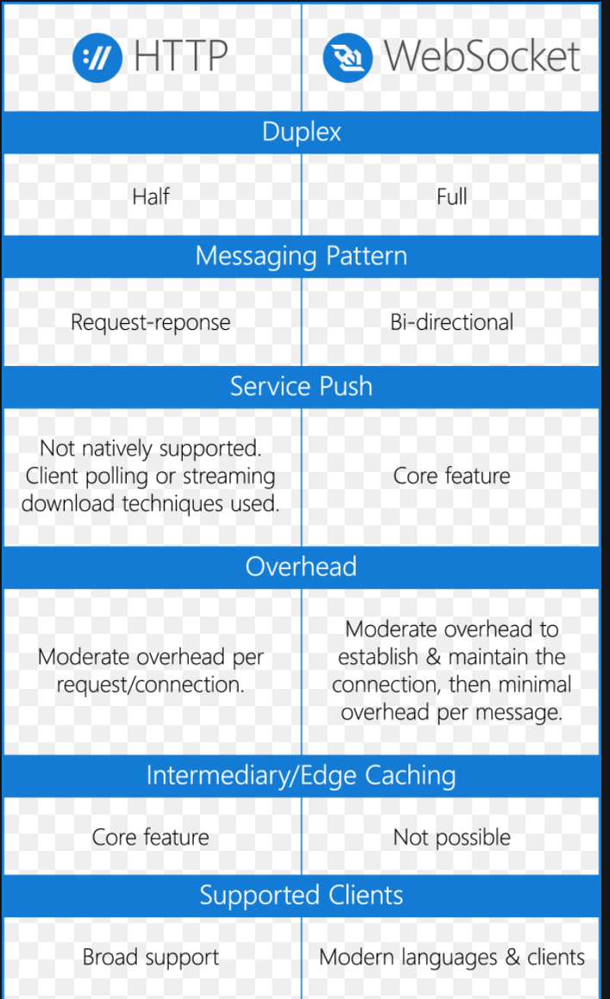 HTTP
WebSocket
Duplex
Half
Full
Messaging Pattern
Request-reponse
Bi-directional
Service Push
Not natively supported.
Client polling or streaming
download techniques used.
Core feature
Overhead
Moderate overhead per
request/connection.
Moderate overhead to
establish & maintain the
connection, then minimal
overhead per message.
Intermediary/Edge Caching
Core feature
Not possible
Supported Clients
Broad support
Modern languages & clients